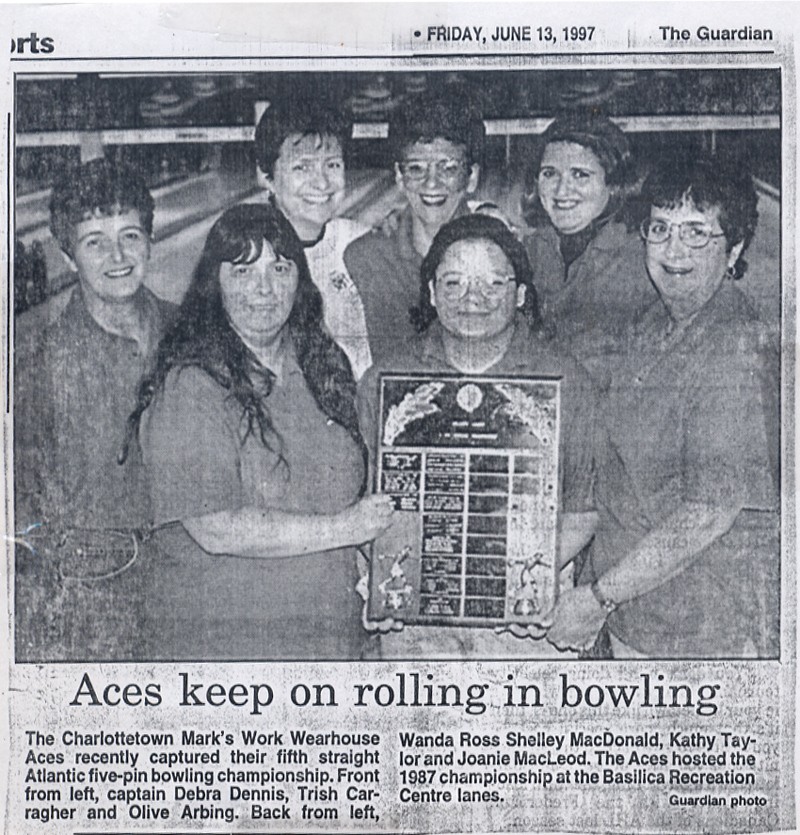 rts
• FRIDAY, JUNE 13, 1997
The Guardian
Aces keep on rolling in bowling
The Charlottetown Mark's Work Wearhouse
Aces recently captured their fifth straight
Atlantic five-pin bowling championship. Front
from left, captain Debra Dennis, Trish Car-
ragher and Olive Arbing. Back from left,
Wanda Ross Shelley MacDonald, Kathy Tay-
lor and Joanie MacLeod. The Aces hosted the
1987 championship at the Basilica Recreation
Centre lanes.
Guardian photo